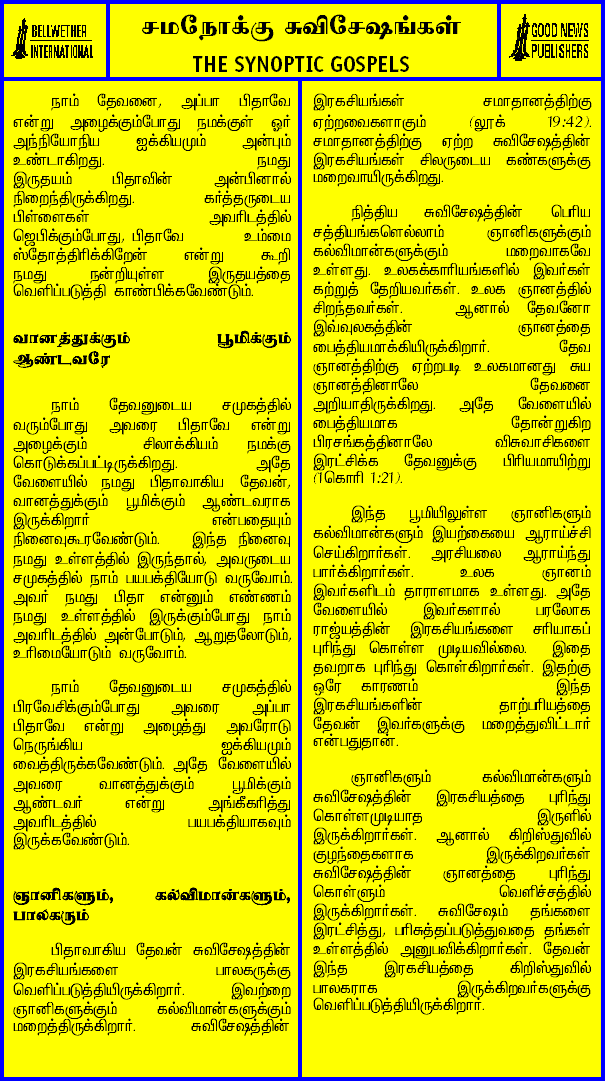 BELLWETHER
INTERNATIONAL
சமநோக்கு சுவிசேஷங்கள்
THE SYNOPTIC GOSPELS
GOOD NEWS
PUBLISHERS
நாம் தேவனை, அப்பா பிதாவே
என்று அழைக்கும்போது நமக்குள் ஓர்
அந்நியோநிய ஐக்கியமும் அன்பும்
உண்டாகிறது. நமது
இருதயம் பிதாவின் அன்பினால்
நிறைந்திருக்கிறது. கர்த்தருடைய
பிள்ளைகள் அவரிடத்தில்
ஜெபிக்கும்போது, பிதாவே உம்மை
ஸ்தோத்திரிக்கிறேன் என்று கூறி
நமது நன்றியுள்ள இருதயத்தை
வெளிப்படுத்தி காண்பிக்கவேண்டும்.
வானத்துக்கும் பூமிக்கும்
ஆண்டவரே
நாம் தேவனுடைய சமுகத்தில்
வரும்போது அவரை பிதாவே என்று
அழைக்கும் சிலாக்கியம் நமக்கு
கொடுக்கப்பட்டிருக்கிறது. அதே
வேளையில் நமது பிதாவாகிய தேவன்,
வானத்துக்கும் பூமிக்கும் ஆண்டவராக
இருக்கிறார் என்பதையும்
நினைவுகூரவேண்டும். இந்த நினைவு
நமது உள்ளத்தில் இருந்தால், அவருடைய
சமுகத்தில் நாம் பயபக்தியோடு வருவோம்.
அவர் நமது பிதா என்னும் எண்ணம்
நமது உள்ளத்தில் இருக்கும்போது நாம்
அவரிடத்தில் அன்போடும், ஆறுதலோடும்,
உரிமையோடும் வருவோம்.
நாம் தேவனுடைய சமுகத்தில்
பிரவேசிக்கும்போது அவரை அப்பா
பிதாவே என்று அழைத்து அவரோடு
நெருங்கிய ஐக்கியமும்
வைத்திருக்கவேண்டும். அதே வேளையில்
அவரை வானத்துக்கும் பூமிக்கும்
ஆண்டவர் என்று அங்கீகரித்து
அவரிடத்தில் பயபக்தியாகவும்
இருக்கவேண்டும்.
ஞானிகளும், கல்விமான்களும்,
பாலகரும்
பிதாவாகிய தேவன் சுவிசேஷத்தின்
இரகசியங்களை பாலகருக்கு
வெளிப்படுத்தியிருக்கிறார். இவற்றை
ஞானிகளுக்கும் கல்விமான்களுக்கும்
மறைத்திருக்கிறார். சுவிசேஷத்தின்
இரகசியங்கள் சமாதானத்திற்கு
ஏற்றவைகளாகும் (லூக் 19:42).
சமாதானத்திற்கு ஏற்ற சுவிசேஷத்தின்
இரகசியங்கள் சிலருடைய கண்களுக்கு
மறைவாயிருக்கிறது.
நித்திய சுவிசேஷத்தின் பெரிய
சத்தியங்களெல்லாம் ஞானிகளுக்கும்
கல்விமான்களுக்கும் மறைவாகவே
உள்ளது. உலகக்காரியங்களில் இவர்கள்
கற்றுத் தேறியவர்கள். உலக ஞானத்தில்
சிறந்தவர்கள். ஆனால் தேவனோ
இவ்வுலகத்தின் ஞானத்தை
பைத்தியமாக்கியிருக்கிறார். தேவ
ஞானத்திற்கு ஏற்றபடி உலகமானது சுய
ஞானத்தினாலே தேவனை
அறியாதிருக்கிறது. அதே வேளையில்
பைத்தியமாக தோன்றுகிற
பிரசங்கத்தினாலே விசுவாசிகளை
இரட்சிக்க தேவனுக்கு பிரியமாயிற்று
(1கொரி 1:21).
இந்த பூமியிலுள்ள ஞானிகளும்
கல்விமான்களும் இயற்கையை ஆராய்ச்சி
செய்கிறார்கள். அரசியலை ஆராய்ந்து
பார்க்கிறார்கள். உலக ஞானம்
இவர்களிடம் தாராளமாக உள்ளது. அதே
வேளையில் இவர்களால் பரலோக
ராஜ்யத்தின் இரகசியங்களை சரியாகப்
புரிந்து கொள்ள முடியவில்லை. இதை
தவறாக புரிந்து கொள்கிறார்கள். இதற்கு
ஒரே காரணம் இந்த
இரகசியங்களின் தாற்பரியத்தை
தேவன் இவர்களுக்கு மறைத்துவிட்டார்
என்பதுதான்.
ஞானிகளும் கல்விமான்களும்
சுவிசேஷத்தின் இரகசியத்தை புரிந்து
கொள்ளமுடியாத இருளில்
இருக்கிறார்கள். ஆனால் கிறிஸ்துவில்
குழந்தைகளாக இருக்கிறவர்கள்
சுவிசேஷத்தின் ஞானத்தை புரிந்து
கொள்ளும் வெளிச்சத்தில்
இருக்கிறார்கள். சுவிசேஷம் தங்களை
இரட்சித்து, பரிசுத்தப்படுத்துவதை தங்கள்
உள்ளத்தில் அனுபவிக்கிறார்கள். தேவன்
இந்த இரகசியத்தை கிறிஸ்துவில்
பாலகராக இருக்கிறவர்களுக்கு
வெளிப்படுத்தியிருக்கிறார்.